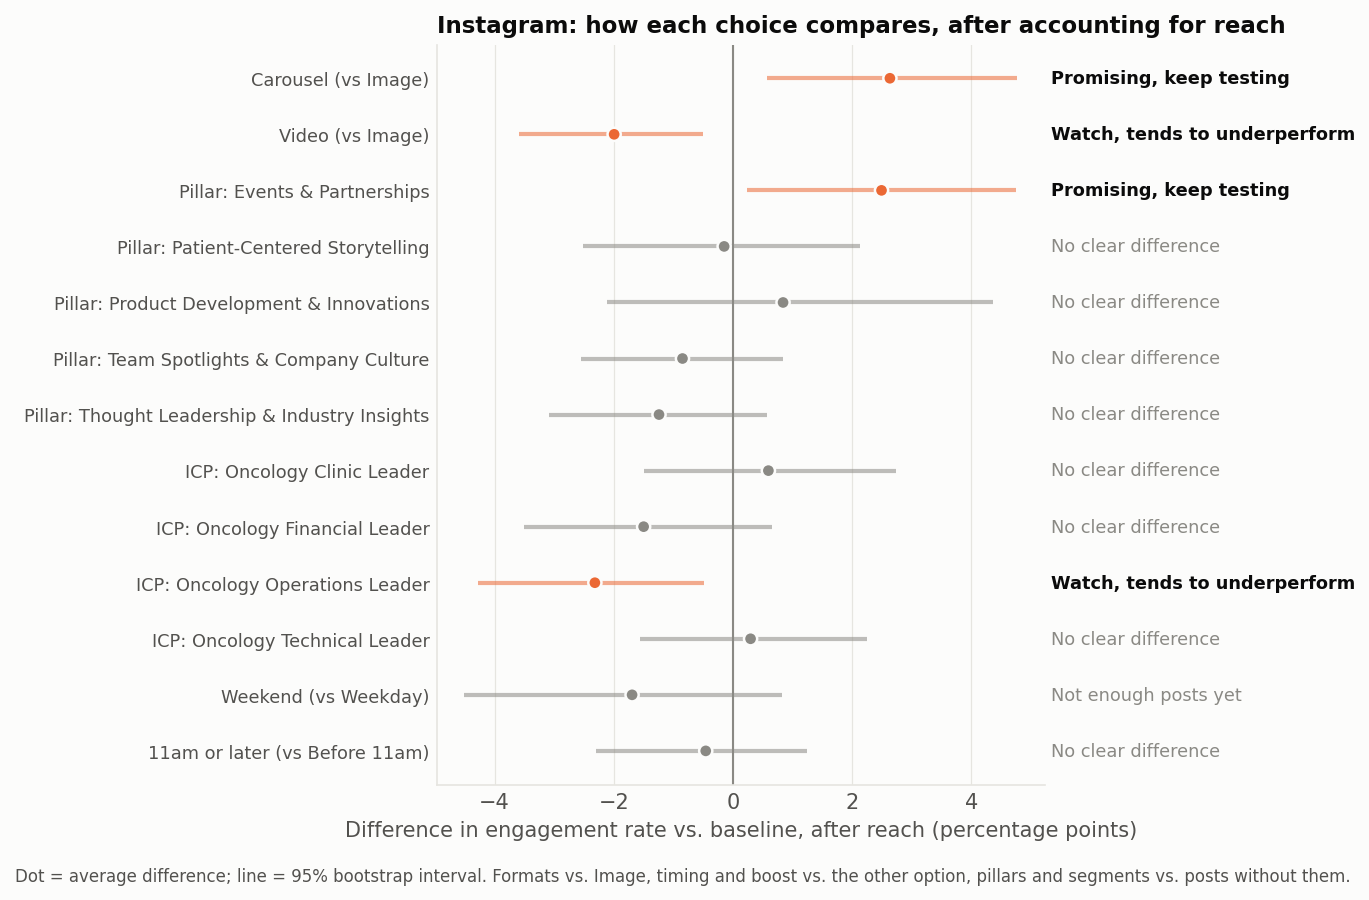 Instagram: how each choice compares, after accounting for reach
Carousel (vs Image) Promising, keep testing
Video (vs Image) Watch, tends to underperform
Pillar: Events & Partnerships Promising, keep testing
Pillar: Patient-Centered Storytelling No clear difference
Pillar: Product Development & Innovations No clear difference
Pillar: Team Spotlights & Company Culture No clear difference
Pillar: Thought Leadership & Industry Insights No clear difference
ICP: Oncology Clinic Leader No clear difference
ICP: Oncology Financial Leader No clear difference
ICP: Oncology Operations Leader Watch, tends to underperform
ICP: Oncology Technical Leader No clear difference
Weekend (vs Weekday) Not enough posts yet
11am or later (vs Before 11am) No clear difference
−4 −2 0 2 4
Difference in engagement rate vs. baseline, after reach (percentage points)
Dot = average difference; line = 95% bootstrap interval. Formats vs. Image, timing and boost vs. the other option, pillars and segments vs. posts without them.